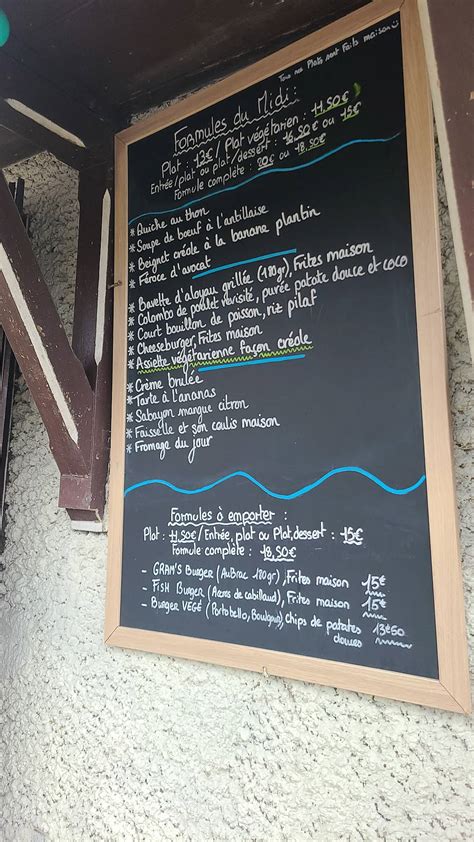 Tous nos Plats sont Faits maison
FORMULES DU MIDI :
Plat : 13€ / Plat végétarien : 11.50€
Entrée/plat ou plat/dessert : 16,50€ ou 15€
Formule complète : 20€ ou 18,50€
* Quiche au thon
* Soupe de boeuf à l'antillaise
* Beignet créole à la banane plantin
* Féroce d'avocat
* Bavette d'aloyau grillée (180gr), Frites maison
* Colombo de poulet revisité, purée patate douce et coco
* Court bouillon de poisson, riz pilaf
* Cheeseburger, Frites maison
* Assiette végétarienne façon créole
* Crème brulée
* Tarte à l'ananas
* Sabayon mangue citron
* Faisselle et son coulis maison
* Fromage du jour
Formules à emporter :
Plat : 11.50€ / Entrée, plat ou Plat, dessert : 15€
Formule complète : 18,50€
- GRAM'S Burger (AuBrac 180gr), Frites maison 15€
- FISH Burger (Acras de cabillaud), Frites maison 15€
- Burger VÉGÉ (Portobello, Boulgour), Chips de patates 13€50
douces